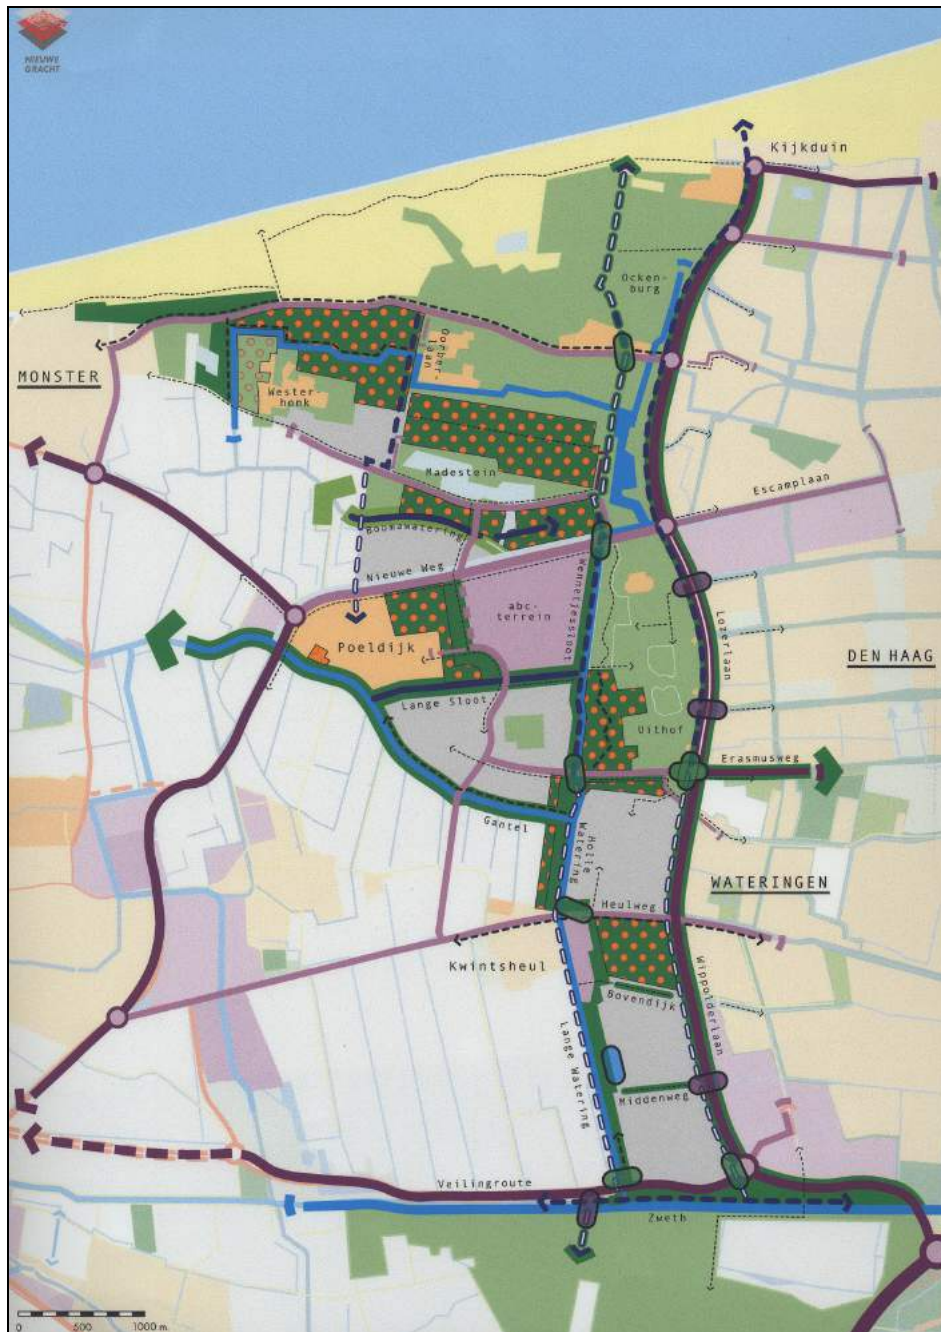 NIEUWE
GRACHT
Kijkduin
Ocken-
burg
MONSTER
Oorber-
laan
Wester-
honk
Madestein
Escamplaan
Boomawatering
Nieuwe Weg
Wennetjessloot
abc-
terrein
Poeldijk
Lozerlaan
DEN HAAG
Lange Sloot
Uithof
Erasmusweg
Gantel
Holle
Watering
WATERINGEN
Heulweg
Kwintsheul
Wippolderlaan
Bovendijk
Lange Watering
Middenweg
Veilingroute
Zweth
0 500 1000 m.